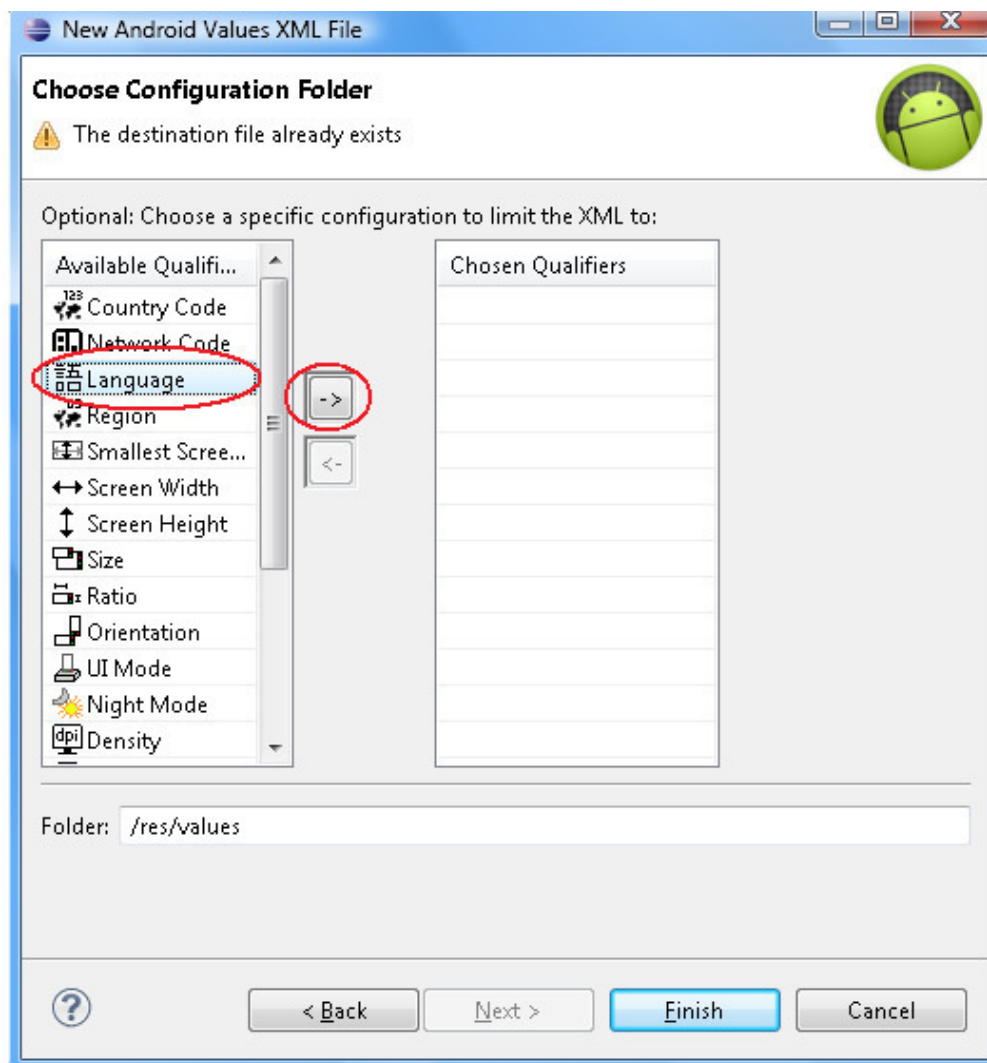 New Android Values XML File
Choose Configuration Folder
The destination file already exists
Optional: Choose a specific configuration to limit the XML to:
Available Qualifi...
Chosen Qualifiers
123
Country Code
Network Code
語 Language
Region
Smallest Scree...
Screen Width
Screen Height
Size
Ratio
Orientation
UI Mode
Night Mode
dpi Density
->
<-
Folder: /res/values
?
< Back
Next >
Finish
Cancel